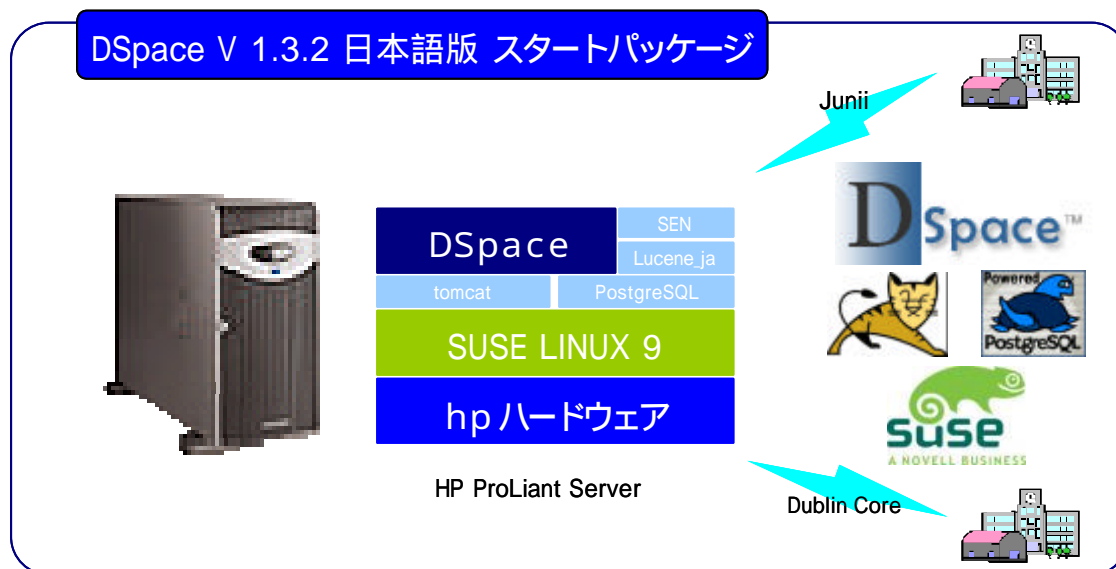 DSpace V 1.3.2 日本語版 スタートパッケージ
Junii
DSpace™
DSpace
SEN
Lucene_ja
tomcat
PostgreSQL
Powered
PostgreSQL
SUSE LINUX 9
hp ハードウェア
SUSE
A NOVELL BUSINESS
HP ProLiant Server
Dublin Core